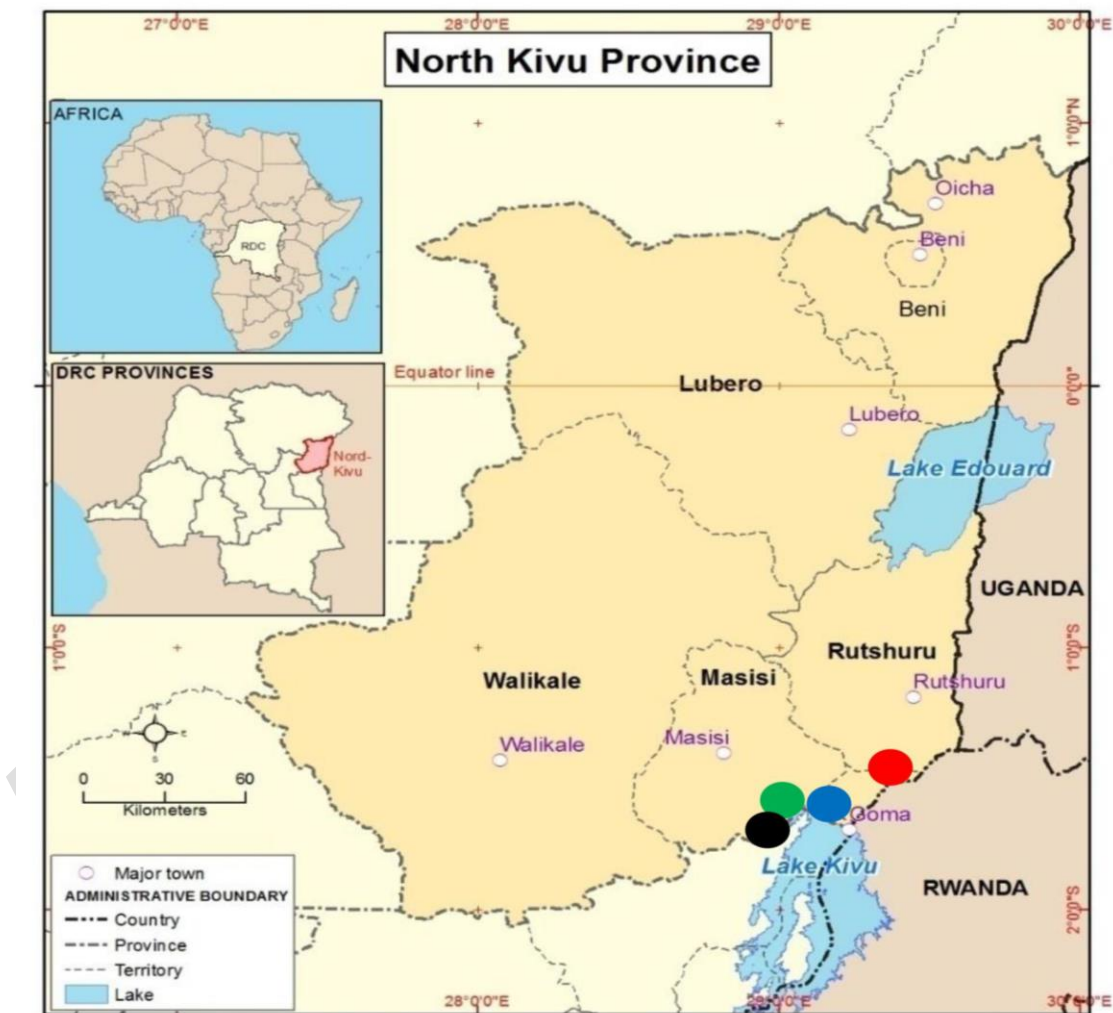 27°0'0"E
28°0'0"E
29°0'0"E
30°0'0"E
North Kivu Province
AFRICA
RDC
1°0'0"N
Oicha
Beni
Beni
DRC PROVINCES
Equator line
0°0'0"
Lubero
Lubero
Nord-
Kivu
Lake Edouard
UGANDA
1°0'0"S
1°0'0"S
Rutshuru
Walikale
Masisi
Rutshuru
Masisi
Walikale
0 30 60
Kilometers
Goma
Lake Kivu
Major town
ADMINISTRATIVE BOUNDARY
RWANDA
Country
2°0'0"S
Province
Territory
Lake
28°0'0"E
29°0'0"E